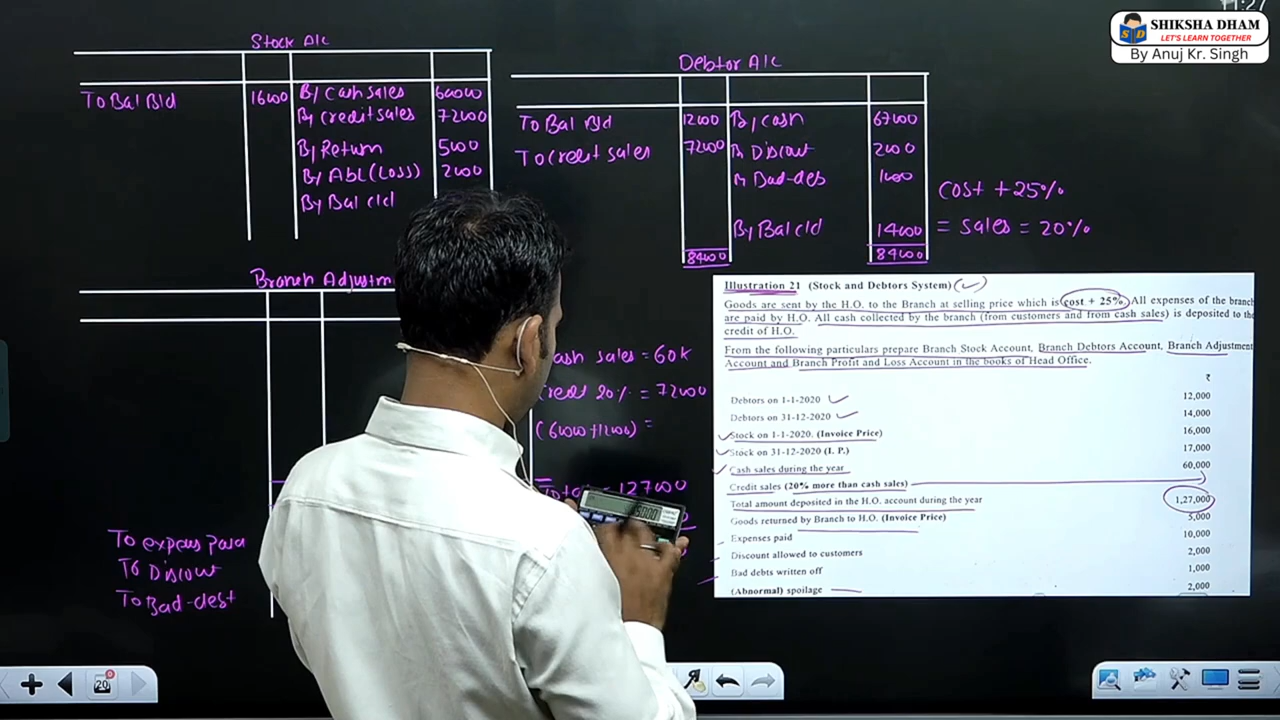 11:27
SHIKSHA DHAM
LET'S LEARN TOGETHER
By Anuj Kr. Singh
Stock A/c
To Bal B/d 16000 By Cash sales 60000
By credit sales 72000
By Return 5000
By Abl (Loss) 2000
By Bal c/d
Debtor A/c
To Bal B/d 12000 By cash 67000
To credit sales 72000 By Discout 2000
By Bad-deb 1000
By Bal c/d 14000
84000 84000
cost + 25%
= sales = 20%
Branch Adjustm
ash sales = 60k
redit 20% = 72000
(60000+12000) =
= 127000
To expens paid
To Discout
To Bad-debt
Illustration 21 (Stock and Debtors System)
Goods are sent by the H.O. to the Branch at selling price which is cost + 25%. All expenses of the branch
are paid by H.O. All cash collected by the branch (from customers and from cash sales) is deposited to the
credit of H.O.
From the following particulars prepare Branch Stock Account, Branch Debtors Account, Branch Adjustment
Account and Branch Profit and Loss Account in the books of Head Office.
₹
Debtors on 1-1-2020 12,000
Debtors on 31-12-2020 14,000
Stock on 1-1-2020. (Invoice Price) 16,000
Stock on 31-12-2020 (I. P.) 17,000
Cash sales during the year 60,000
Credit sales (20% more than cash sales)
Total amount deposited in the H.O. account during the year 1,27,000
Goods returned by Branch to H.O. (Invoice Price) 5,000
Expenses paid 10,000
Discount allowed to customers 2,000
Bad debts written off 1,000
(Abnormal) spoilage 2,000
20